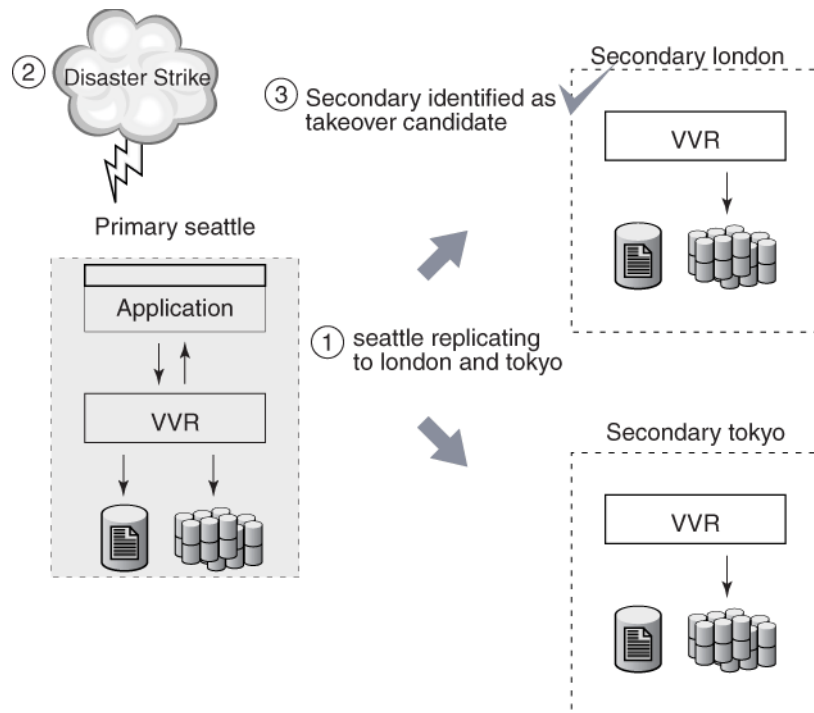 ②
Disaster Strike
Secondary london
③ Secondary identified as
takeover candidate
VVR
Primary seattle
Application
① seattle replicating
to london and tokyo
VVR
Secondary tokyo
VVR